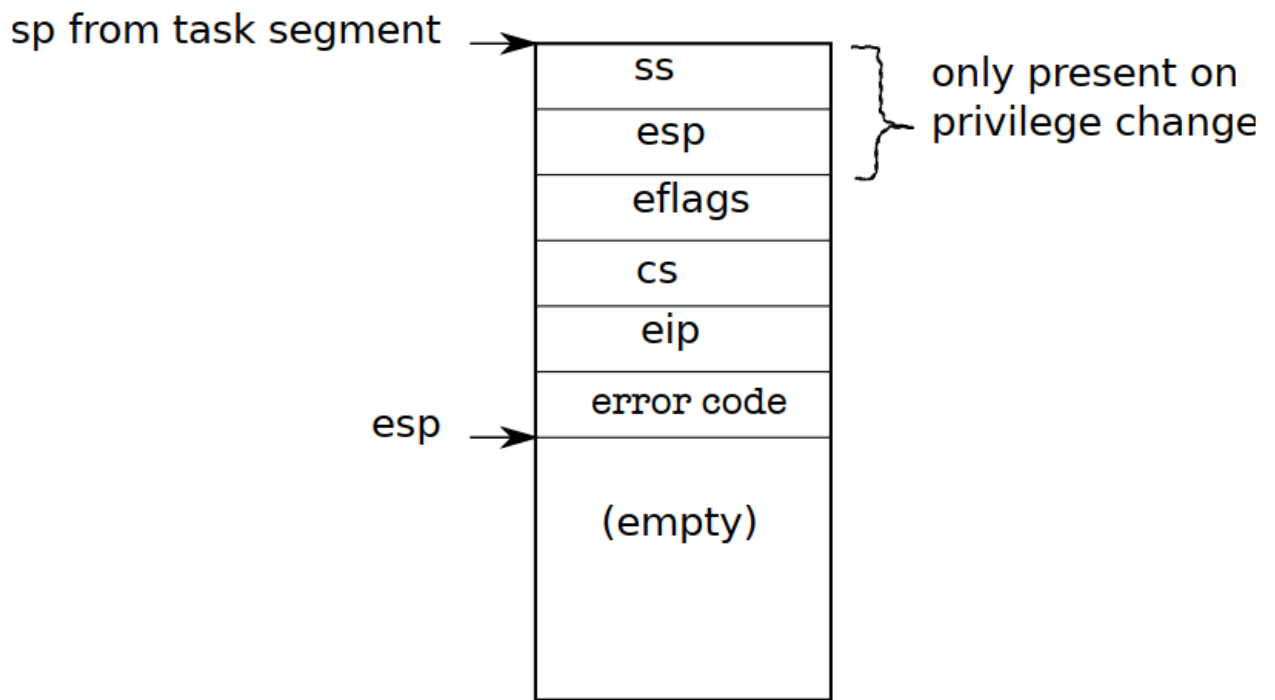 sp from task segment
ss
only present on
privilege change
esp
eflags
cs
eip
error code
esp
(empty)